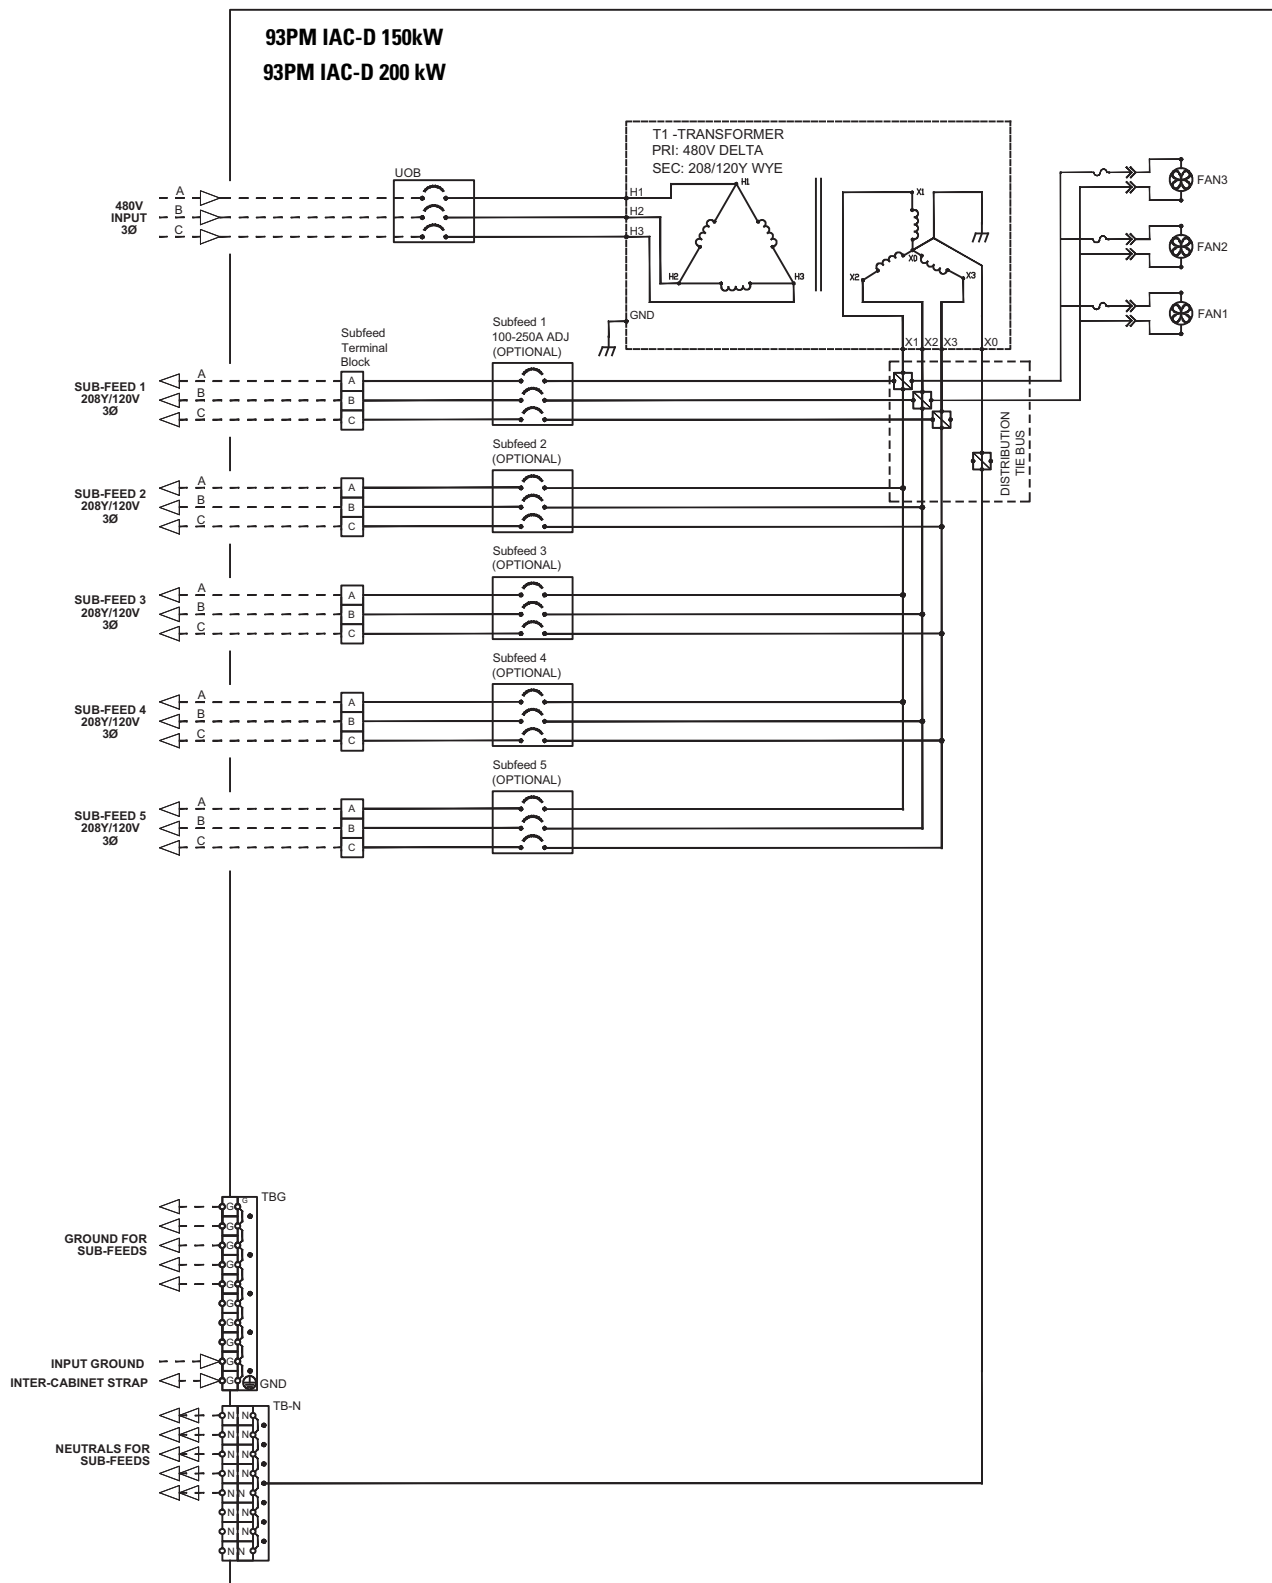 93PM IAC-D 150kW
93PM IAC-D 200 kW
T1 -TRANSFORMER
PRI: 480V DELTA
SEC: 208/120Y WYE
UOB
A
B
C
480V
INPUT
3Ø
H1
H2
H3
H1
H2
H3
X1
X0
X2
X3
GND
X1
X2
X3
X0
FAN3
FAN2
FAN1
Subfeed
Terminal
Block
Subfeed 1
100-250A ADJ
(OPTIONAL)
SUB-FEED 1
208Y/120V
3Ø
A
B
C
A
B
C
DISTRIBUTION
TIE BUS
Subfeed 2
(OPTIONAL)
SUB-FEED 2
208Y/120V
3Ø
A
B
C
A
B
C
Subfeed 3
(OPTIONAL)
SUB-FEED 3
208Y/120V
3Ø
A
B
C
A
B
C
Subfeed 4
(OPTIONAL)
SUB-FEED 4
208Y/120V
3Ø
A
B
C
A
B
C
Subfeed 5
(OPTIONAL)
SUB-FEED 5
208Y/120V
3Ø
A
B
C
A
B
C
TBG
G
G
G
G
G
G
G
G
G
G
G
GROUND FOR
SUB-FEEDS
INPUT GROUND
INTER-CABINET STRAP
GND
TB-N
N N
N N
N N
N N
N N
N N
N N
N N
NEUTRALS FOR
SUB-FEEDS